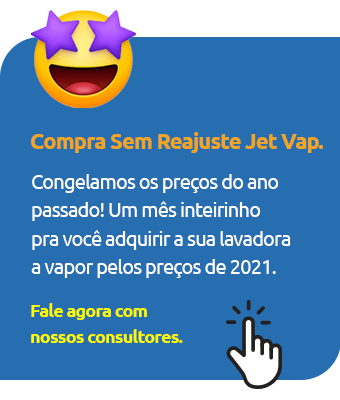 Compra Sem Reajuste Jet Vap.
Congelamos os preços do ano
passado! Um mês inteirinho
pra você adquirir a sua lavadora
a vapor pelos preços de 2021.
Fale agora com
nossos consultores.